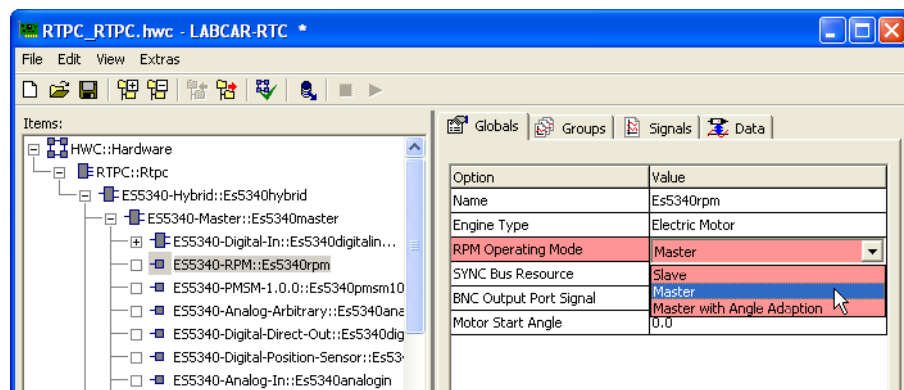 RTPC_RTPC.hwc - LABCAR-RTC *
File Edit View Extras
Items:
HWC::Hardware
RTPC::Rtpc
ES5340-Hybrid::Es5340hybrid
ES5340-Master::Es5340master
ES5340-Digital-In::Es5340digitalin...
ES5340-RPM::Es5340rpm
ES5340-PMSM-1.0.0::Es5340pmsm10
ES5340-Analog-Arbitrary::Es5340ana
ES5340-Digital-Direct-Out::Es5340dig
ES5340-Digital-Position-Sensor::Es53
ES5340-Analog-In::Es5340analogin
Globals Groups Signals Data
Option Value
Name Es5340rpm
Engine Type Electric Motor
RPM Operating Mode Master
SYNC Bus Resource Slave
BNC Output Port Signal Master
Master with Angle Adaption
Motor Start Angle 0.0